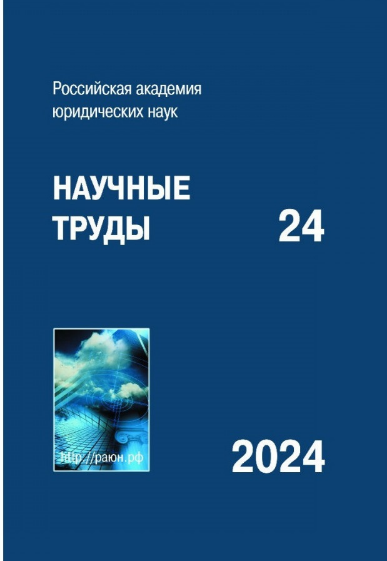 Российская академия
юридических наук
НАУЧНЫЕ
ТРУДЫ
24
http://раюн.рф
2024